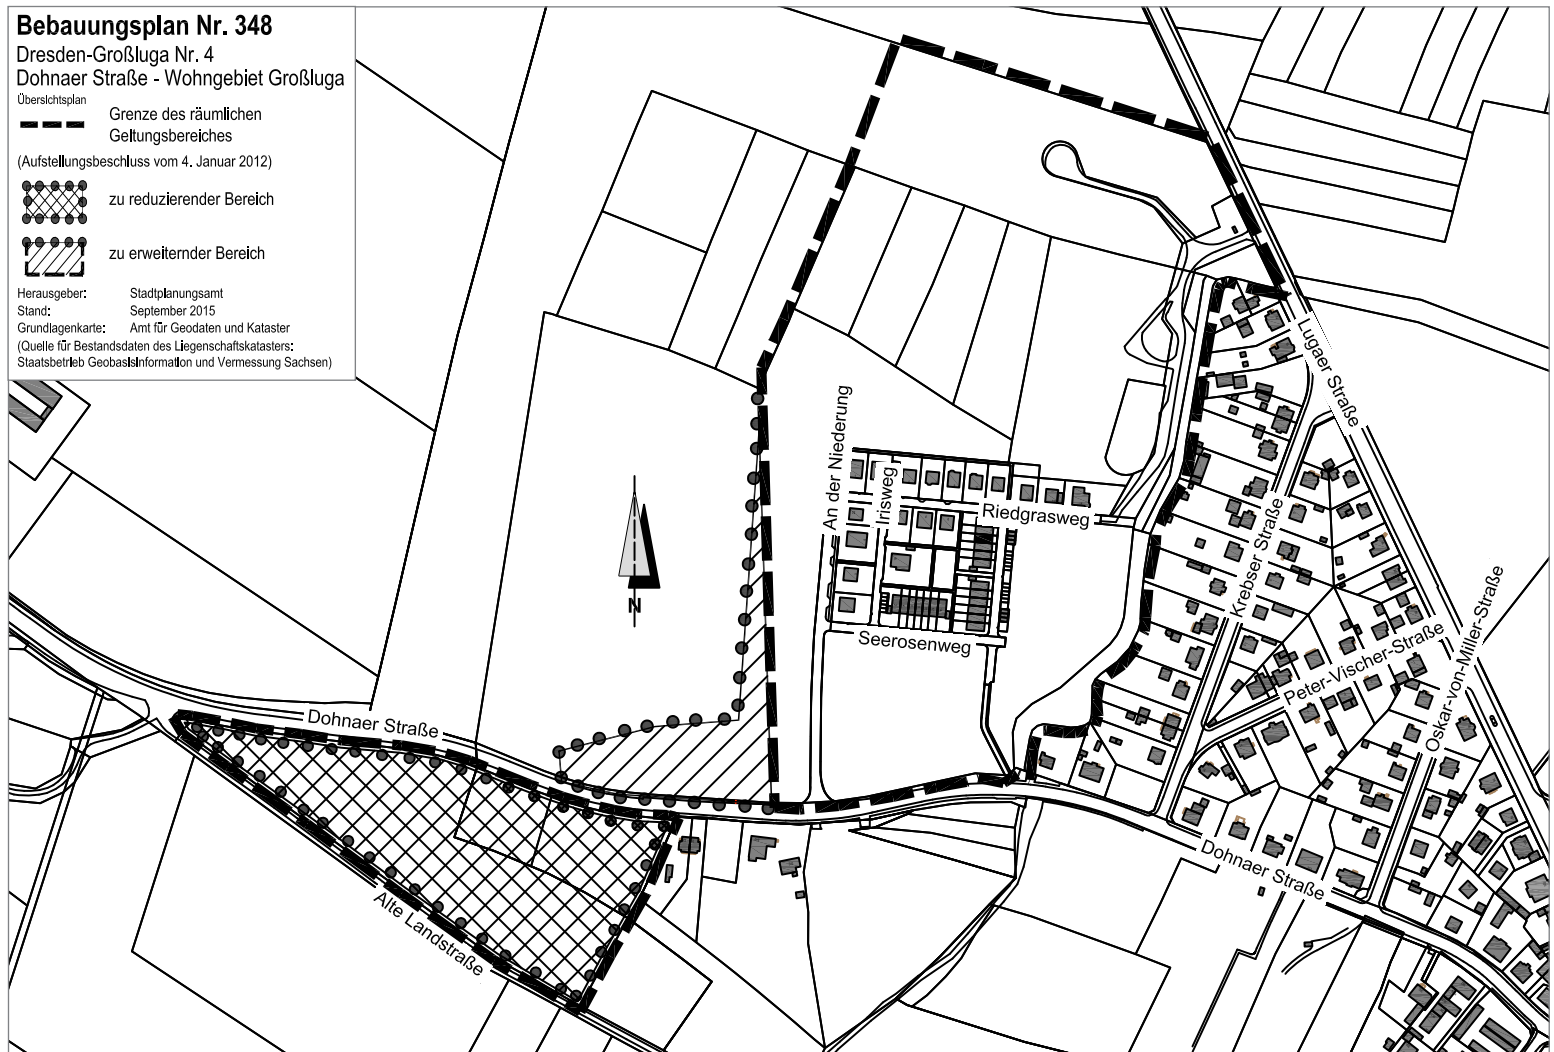 Bebauungsplan Nr. 348
Dresden-Großluga Nr. 4
Dohnaer Straße - Wohngebiet Großluga
Übersichtsplan
Grenze des räumlichen
Geltungsbereiches
(Aufstellungsbeschluss vom 4. Januar 2012)
zu reduzierender Bereich
zu erweiternder Bereich
Herausgeber: Stadtplanungsamt
Stand: September 2015
Grundlagenkarte: Amt für Geodaten und Kataster
(Quelle für Bestandsdaten des Liegenschaftskatasters:
Staatsbetrieb Geobasisinformation und Vermessung Sachsen)
Lugaer Straße
An der Niederung
Irisweg
Riedgrasweg
Krebser Straße
N
Seerosenweg
Peter-Vischer-Straße
Oskar-von-Miller-Straße
Dohnaer Straße
Dohnaer Straße
Alte Landstraße